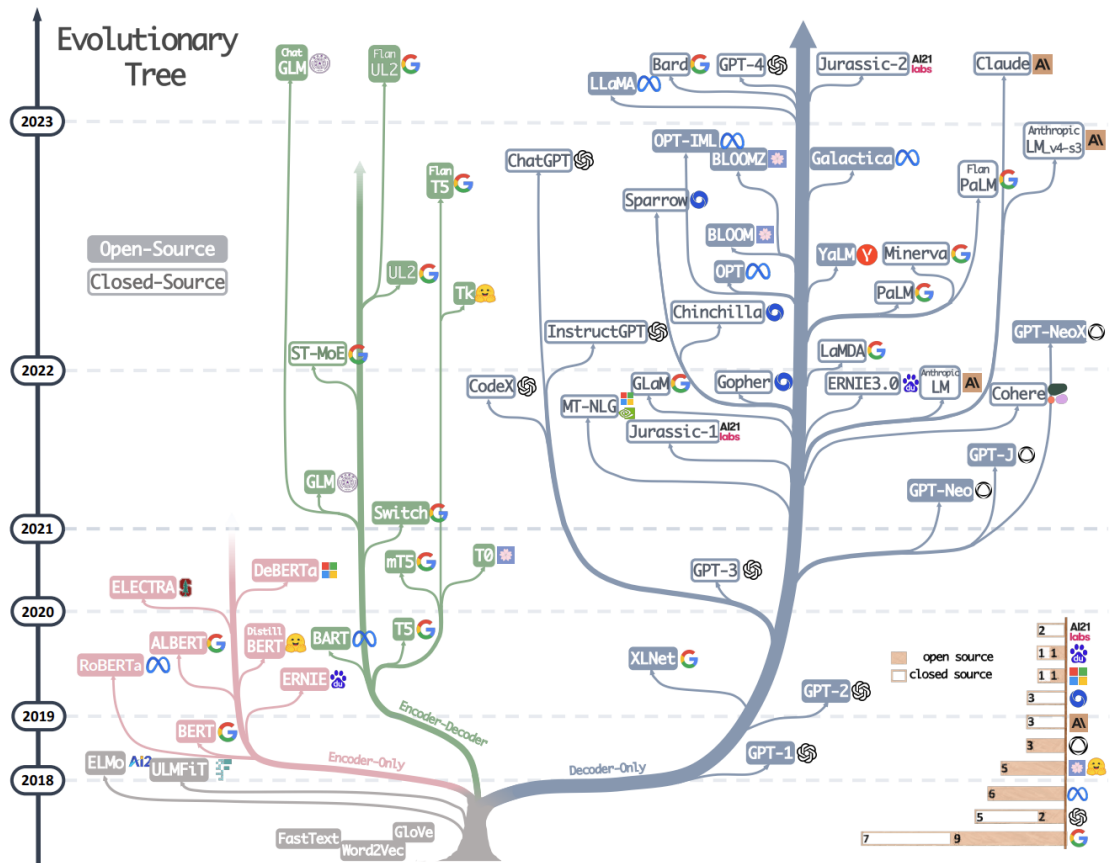 Evolutionary
Tree
Open-Source
Closed-Source
2023
2022
2021
2020
2019
2018
Chat
GLM
Flan
UL2
Flan
T5
UL2
Tk
ST-MoE
GLM
Switch
mT5
T0
BART
T5
Encoder-Decoder
DeBERTa
ELECTRA
ALBERT
Distill
BERT
RoBERTa
ERNIE
BERT
Encoder-Only
ELMo
AI2
ULMFiT
FastText
Word2Vec
GloVe
Bard
GPT-4
Jurassic-2
AI21
labs
Claude
A\
LLaMA
OPT-IML
BLOOMZ
Galactica
Anthropic
LM_v4-s3
A\
ChatGPT
Flan
PaLM
Sparrow
BLOOM
YaLM
Y
Minerva
OPT
PaLM
Chinchilla
InstructGPT
GPT-NeoX
LaMDA
CodeX
GLaM
Gopher
ERNIE3.0
du
Anthropic
LM
A\
Cohere
MT-NLG
Jurassic-1
AI21
labs
GPT-J
GPT-Neo
GPT-3
XLNet
GPT-2
GPT-1
Decoder-Only
open source
closed source
2
AI21
labs
1 1
du
1 1
3
3
A\
3
5
6
5 2
7 9